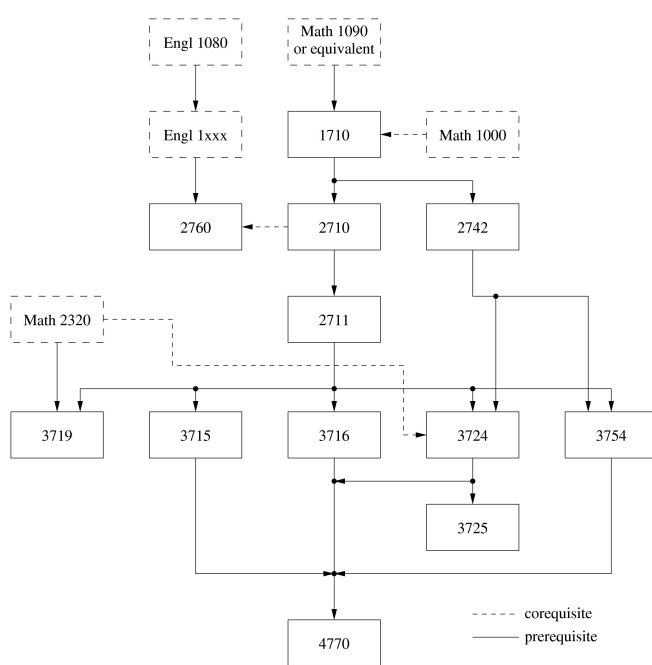 Engl 1080
Math 1090
or equivalent
Engl 1xxx
1710
Math 1000
2760
2710
2742
Math 2320
2711
3719
3715
3716
3724
3754
3725
4770
corequisite
prerequisite